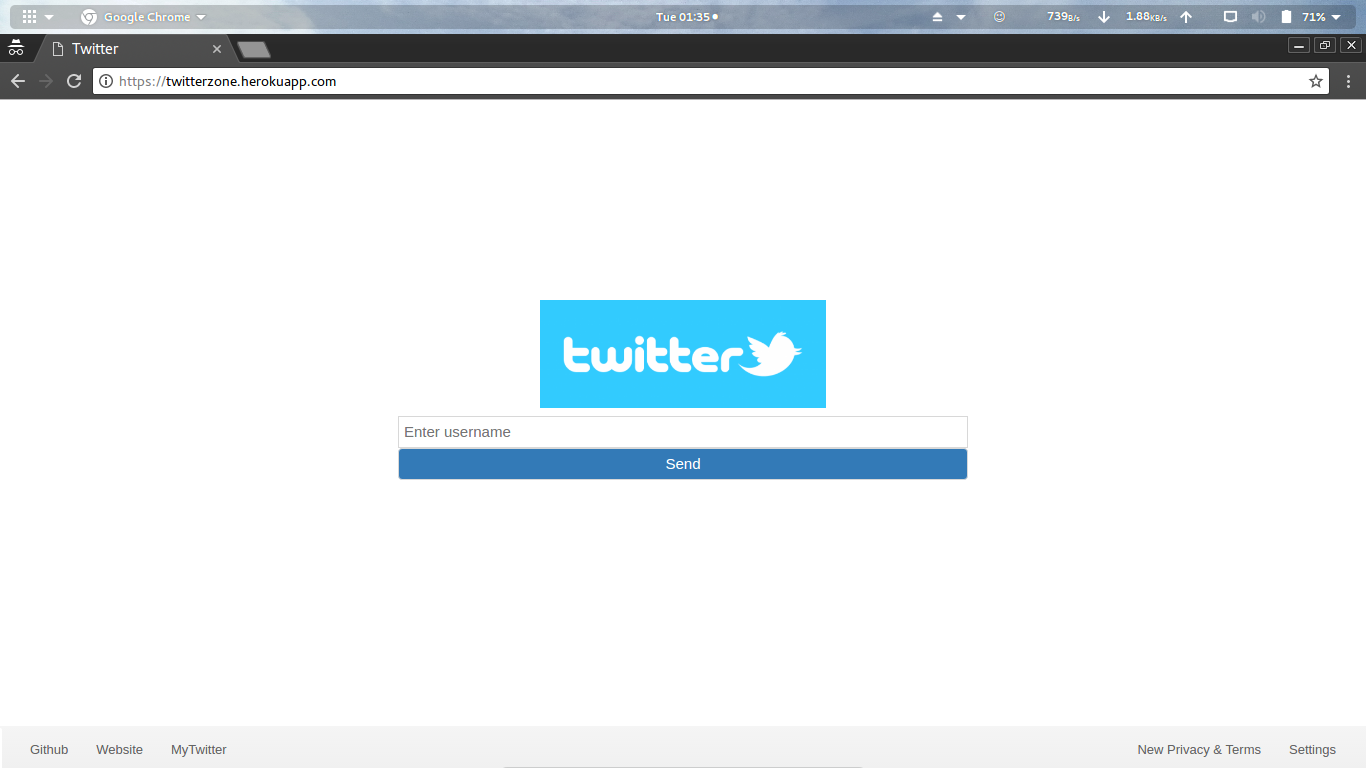 Google Chrome
Tue 01:35
739B/s
1.88KB/s
71%
Twitter
https://twitterzone.herokuapp.com
twitter
Enter username
Send
Github
Website
MyTwitter
New Privacy & Terms
Settings